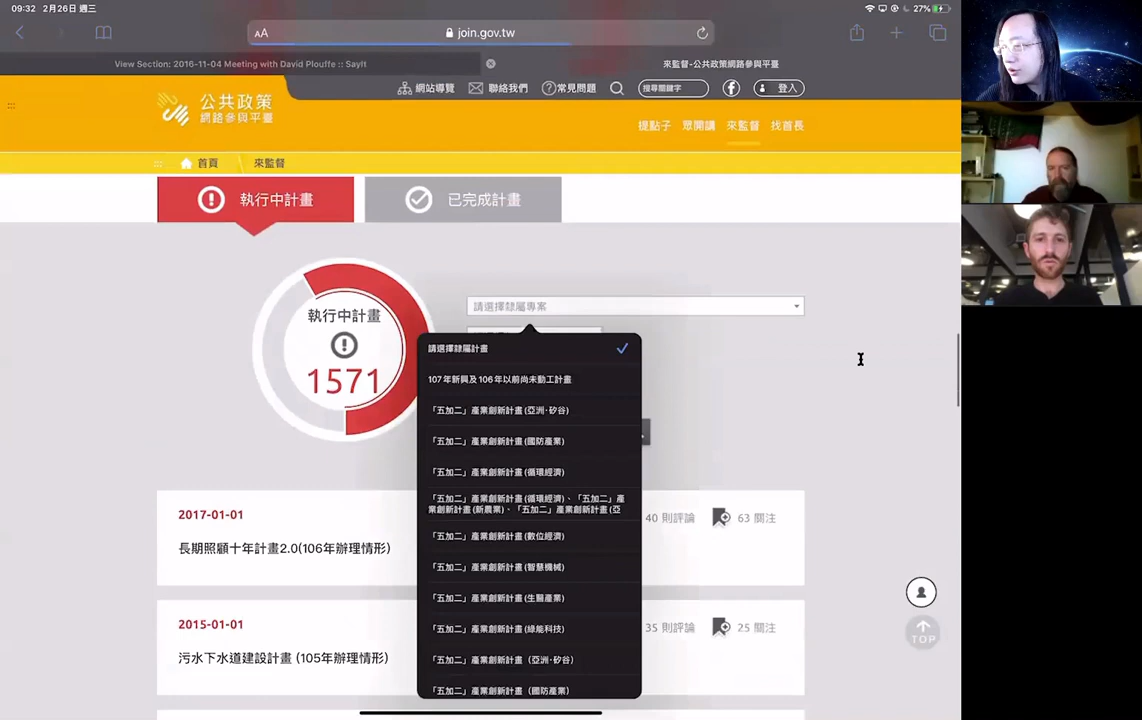 09:32 2月26日 週三
27%
AA
join.gov.tw
View Section: 2016-11-04 Meeting with David Plouffe :: SayIt
來監督-公共政策網路參與平臺
網站導覽
聯絡我們
常見問題
搜尋關鍵字
登入
公共政策
網路參與平臺
提點子
眾開講
來監督
找首長
首頁
來監督
執行中計畫
已完成計畫
執行中計畫
1571
請選擇隸屬專案
請選擇隸屬計畫
107年新興及106年以前尚未動工計畫
「五加二」產業創新計畫(亞洲·矽谷)
「五加二」產業創新計畫(國防產業)
「五加二」產業創新計畫(循環經濟)
「五加二」產業創新計畫(循環經濟)、「五加二」產
業創新計畫(新農業)、「五加二」產業創新計畫(亞
「五加二」產業創新計畫(數位經濟)
「五加二」產業創新計畫(智慧機械)
「五加二」產業創新計畫(生醫產業)
「五加二」產業創新計畫(綠能科技)
「五加二」產業創新計畫（亞洲·矽谷）
「五加二」產業創新計畫（國防產業）
2017-01-01
長期照顧十年計畫2.0(106年辦理情形)
40 則評論
63 關注
2015-01-01
污水下水道建設計畫 (105年辦理情形)
35 則評論
25 關注
TOP